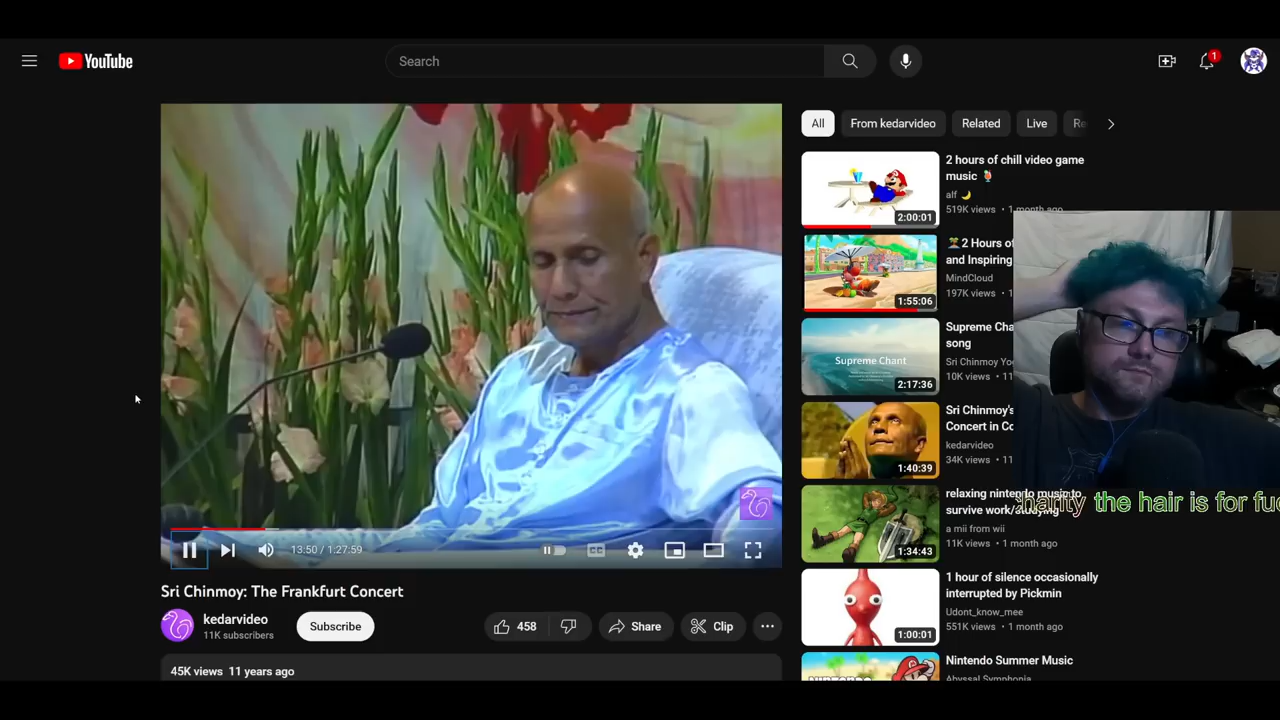 YouTube
Search
1
All
From kedarvideo
Related
Live
Re
2 hours of chill video game
music
alf
519K views • 1 month ago
2:00:01
2 Hours of
and Inspiring
MindCloud
197K views
1:55:06
Supreme Cha
song
Sri Chinmoy Yo
10K views • 11
Supreme Chant
2:17:36
Sri Chinmoy's
Concert in Co
kedarvideo
34K views • 11
1:40:39
relaxing nintendo music to
survive work/studying
a mii from wii
11K views • 1 month ago
1:34:43
charity the hair is for fuc
1 hour of silence occasionally
interrupted by Pickmin
Udont_know_mee
551K views • 1 month ago
1:00:01
Nintendo Summer Music
Abyssal Symphonia
13:50 / 1:27:59
CC
Sri Chinmoy: The Frankfurt Concert
kedarvideo
11K subscribers
Subscribe
458
Share
Clip
45K views 11 years ago